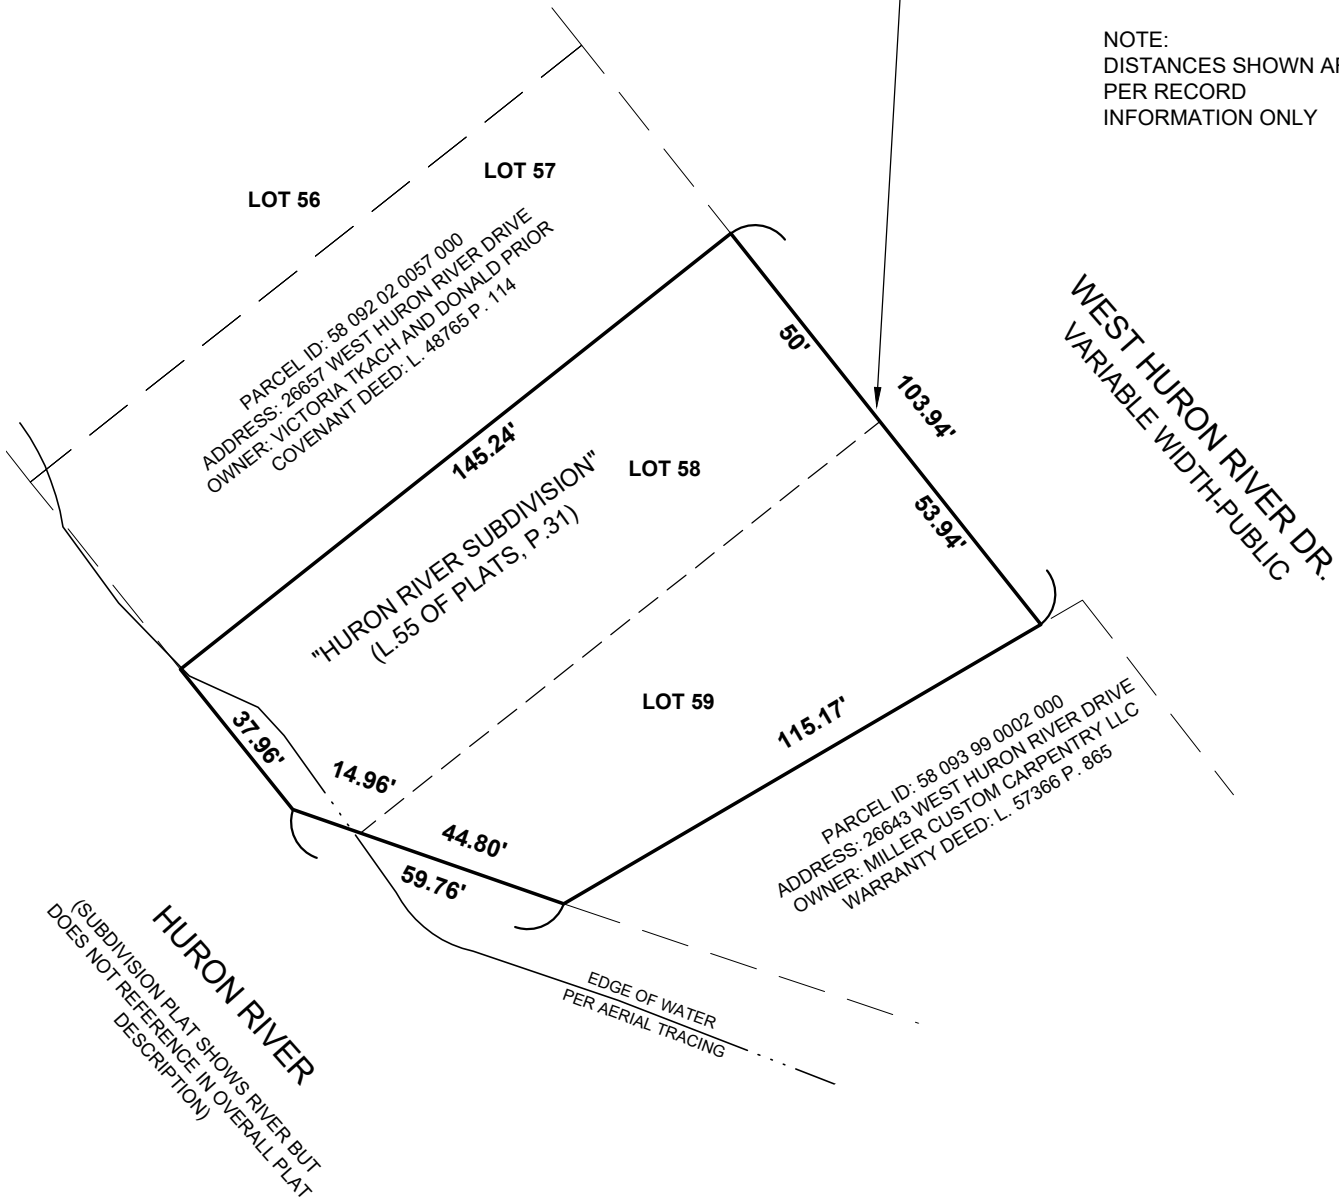 NOTE:
DISTANCES SHOWN
PER RECORD
INFORMATION ONLY
LOT 56
LOT 57
PARCEL ID: 58 092 02 0057 000
ADDRESS: 26657 WEST HURON RIVER DRIVE
OWNER: VICTORIA TKACH AND DONALD PRIOR
COVENANT DEED: L. 48765 P. 114
145.24'
50'
103.94'
53.94'
WEST HURON RIVER DR.
VARIABLE WIDTH-PUBLIC
LOT 58
"HURON RIVER SUBDIVISION"
(L.55 OF PLATS, P.31)
LOT 59
37.96'
14.96'
44.80'
59.76'
115.17'
PARCEL ID: 58 093 99 0002 000
ADDRESS: 26643 WEST HURON RIVER DRIVE
OWNER: MILLER CUSTOM CARPENTRY LLC
WARRANTY DEED: L. 57366 P. 865
HURON RIVER
(SUBDIVISION PLAT SHOWS RIVER BUT
DOES NOT REFERENCE IN OVERALL PLAT
DESCRIPTION)
EDGE OF WATER
PER AERIAL TRACING